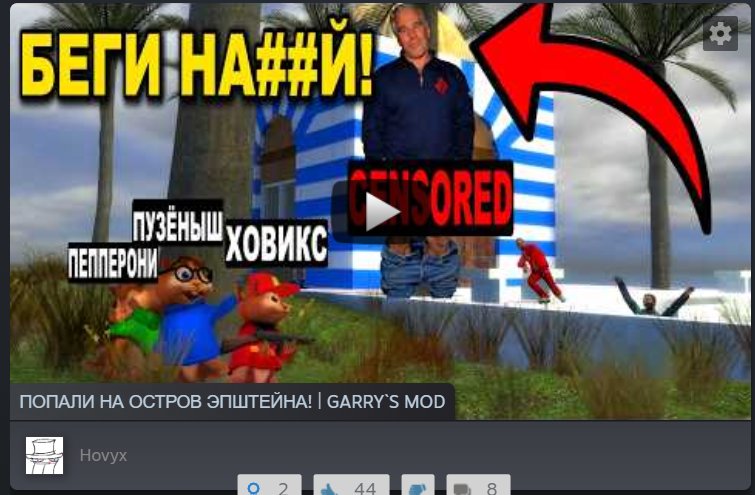 БЕГИ НА##Й!
CENSORED
ПУЗЁНЫШ
ХОВИКС
ПЕППЕРОНИ
ПОПАЛИ НА ОСТРОВ ЭПШТЕЙНА! | GARRY`S MOD
Hovyx
2 44 8